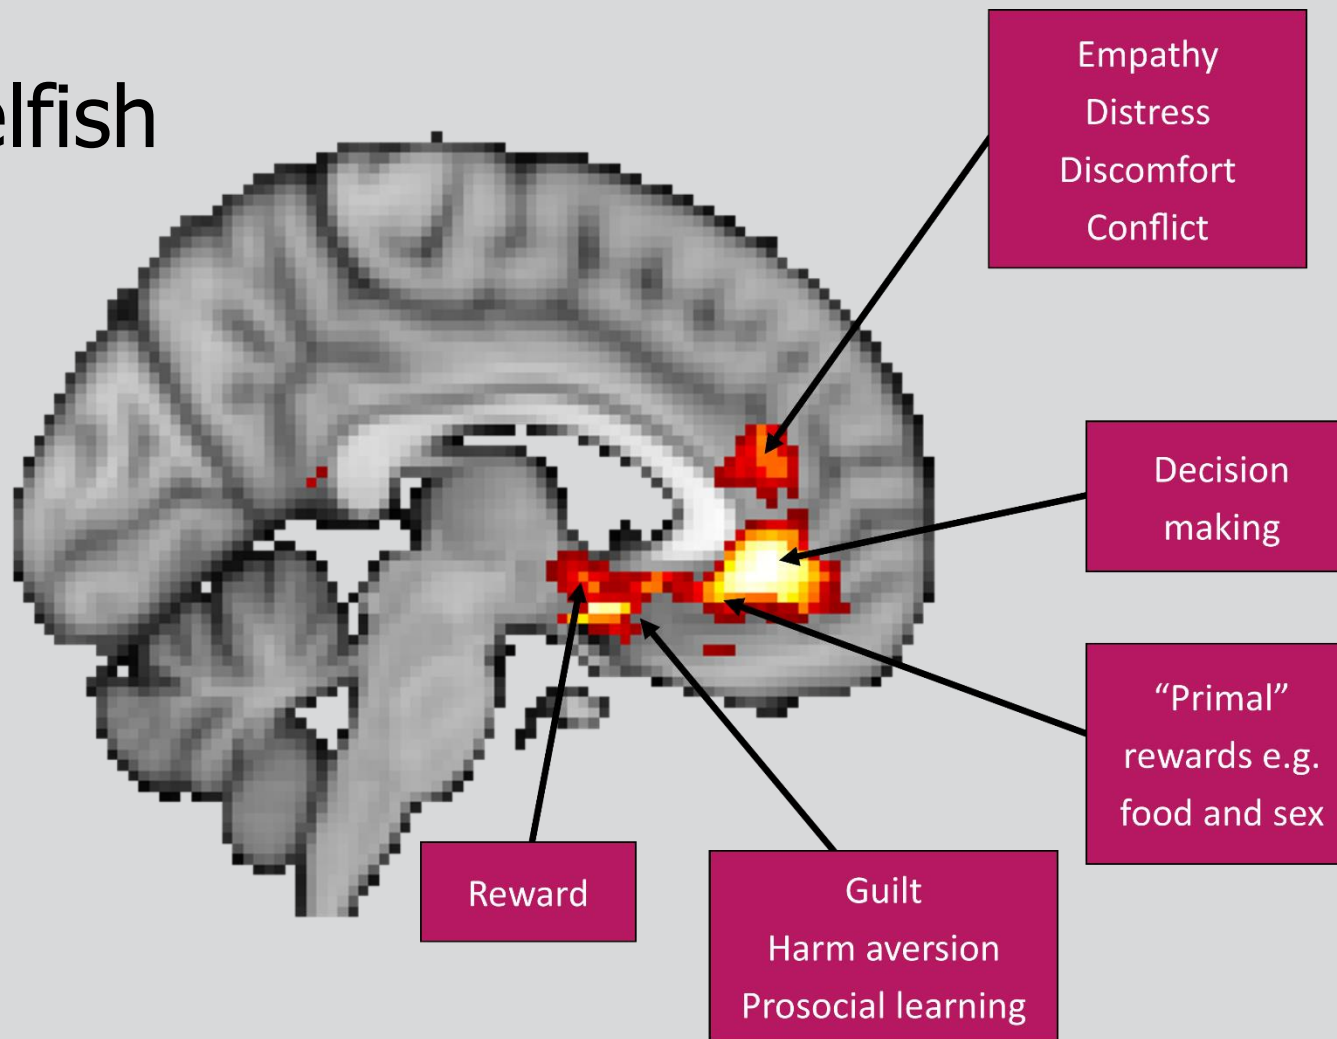 elfish
Empathy
Distress
Discomfort
Conflict
Decision
making
“Primal”
rewards e.g.
food and sex
Reward
Guilt
Harm aversion
Prosocial learning